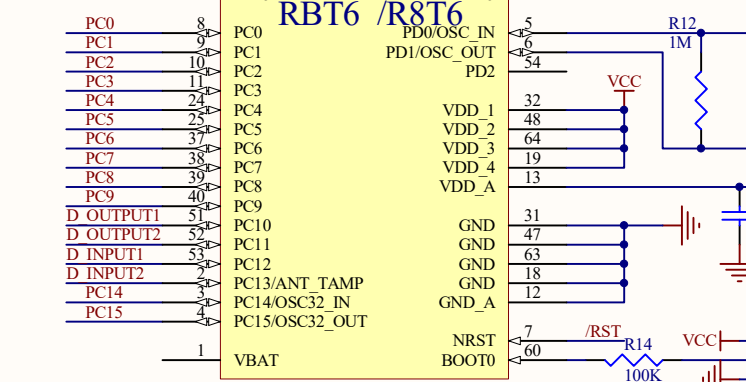 RBT6 /R8T6
PC0 8 PC0 PD0/OSC_IN 5 R12
PC1 9 PC1 PD1/OSC_OUT 6 1M
PC2 10 PC2 PD2 54
PC3 11 PC3 VCC
PC4 24 PC4 VDD_1 32
PC5 25 PC5 VDD_2 48
PC6 37 PC6 VDD_3 64
PC7 38 PC7 VDD_4 19
PC8 39 PC8 VDD_A 13
PC9 40 PC9
D_OUTPUT1 51 PC10 GND 31
D_OUTPUT2 52 PC11 GND 47
D_INPUT1 53 PC12 GND 63
D_INPUT2 2 PC13/ANT_TAMP GND 18
PC14 3 PC14/OSC32_IN GND_A 12
PC15 4 PC15/OSC32_OUT
NRST 7 /RST R14 VCC
1 VBAT BOOT0 60
100K